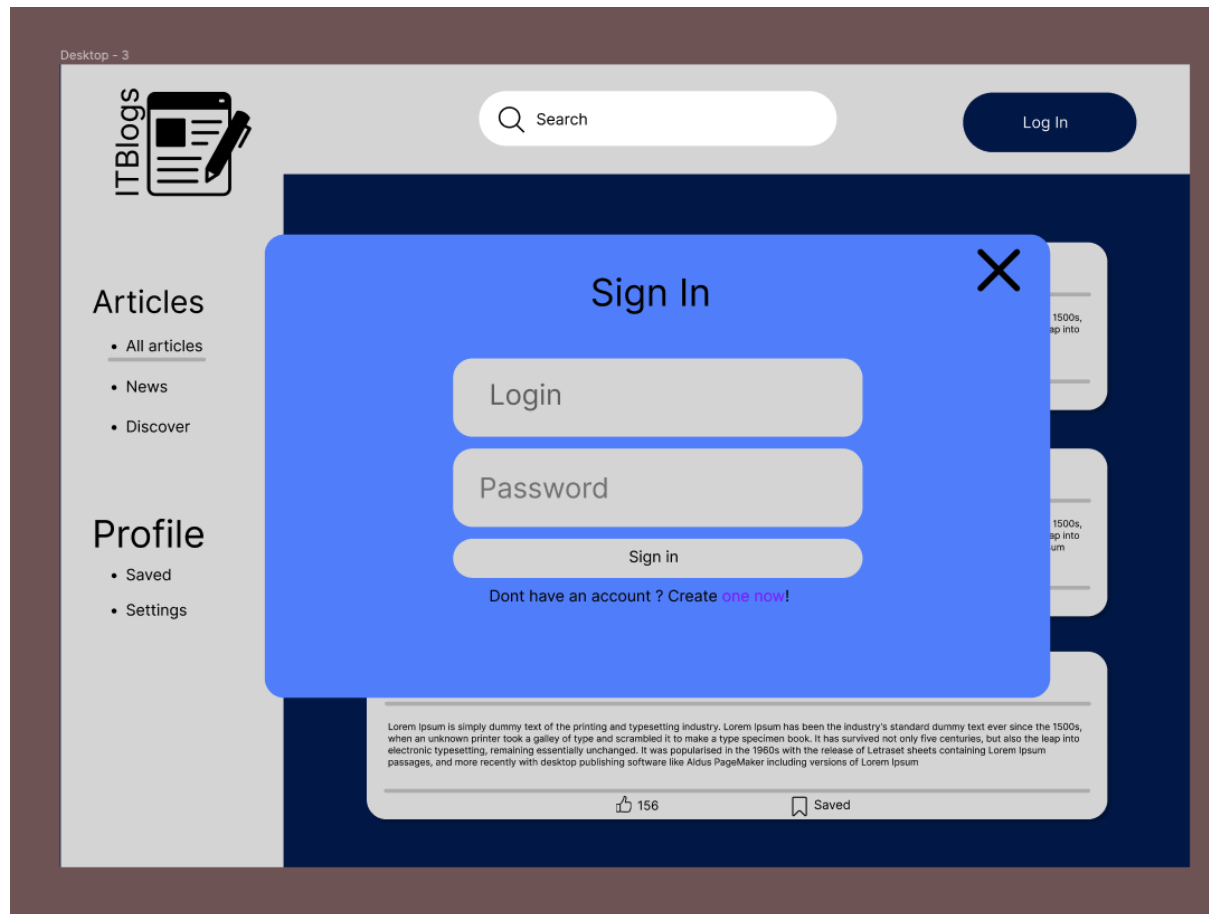 Desktop - 3
ITBlogs
Search
Log In
Articles
• All articles
• News
• Discover
Profile
• Saved
• Settings
Sign In
Login
Password
Sign in
Dont have an account ? Create one now!
1500s,
ap into
1500s,
ap into
um
Lorem Ipsum is simply dummy text of the printing and typesetting industry. Lorem Ipsum has been the industry's standard dummy text ever since the 1500s,
when an unknown printer took a galley of type and scrambled it to make a type specimen book. It has survived not only five centuries, but also the leap into
electronic typesetting, remaining essentially unchanged. It was popularised in the 1960s with the release of Letraset sheets containing Lorem Ipsum
passages, and more recently with desktop publishing software like Aldus PageMaker including versions of Lorem Ipsum
156
Saved